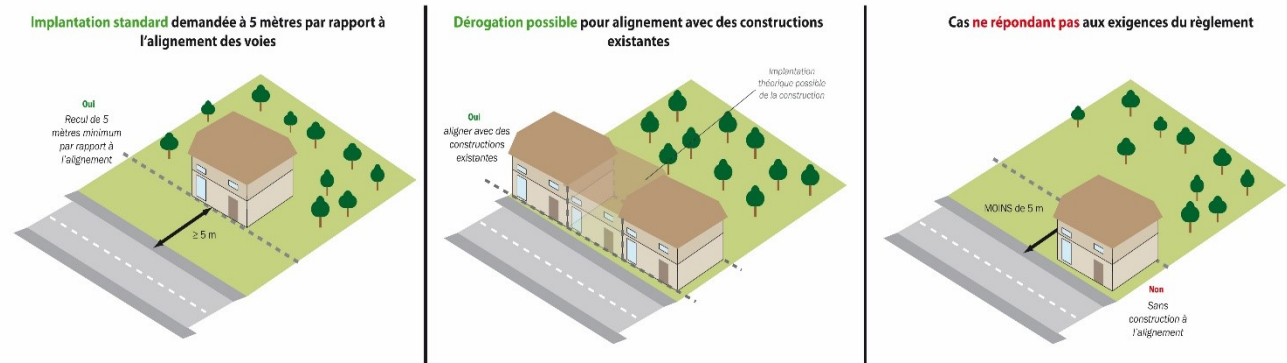 Implantation standard demandée à 5 mètres par rapport à
l'alignement des voies
Oui
Recul de 5
mètres minimum
par rapport à
l'alignement
≥ 5 m
Dérogation possible pour alignement avec des constructions
existantes
Implantation
théorique possible
de la construction
Oui
aligner avec des
constructions
existantes
Cas ne répondant pas aux exigences du règlement
MOINS de 5 m
Non
Sans
construction à
l'alignement